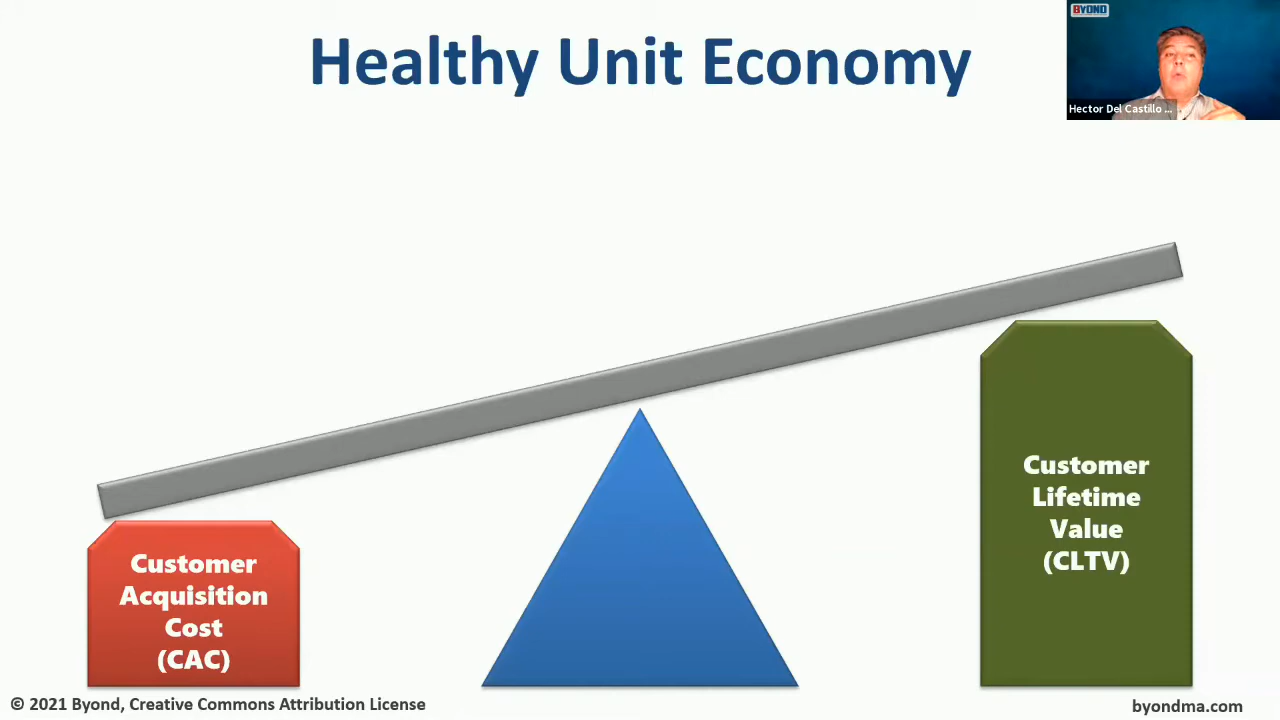 Healthy Unit Economy
BYOND
Hector Del Castillo ...
Customer
Acquisition
Cost
(CAC)
Customer
Lifetime
Value
(CLTV)
© 2021 Byond, Creative Commons Attribution License
byondma.com